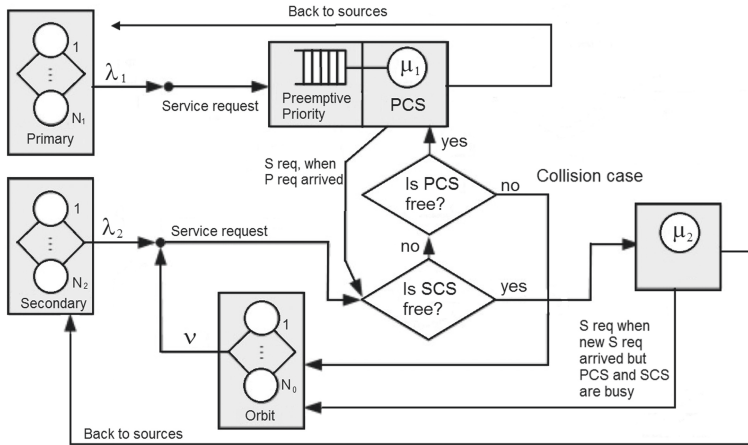 Back to sources
1
⋮
N₁
Primary
λ₁
Service request
Preemptive
Priority
μ₁
PCS
S req, when
P req arrived
yes
Is PCS
free?
no
Collision case
1
⋮
N₂
Secondary
λ₂
Service request
no
Is SCS
free?
yes
μ₂
ν
1
⋮
N₀
Orbit
S req when
new S req
arrived but
PCS and SCS
are busy
Back to sources